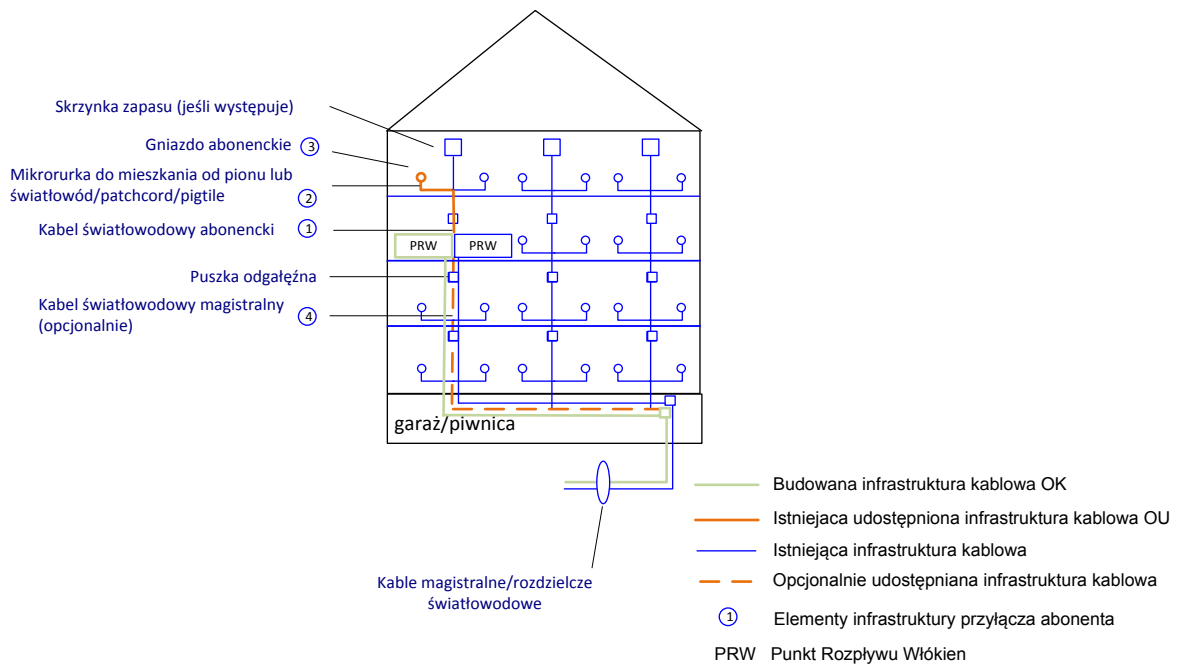 Skrzynka zapasu (jeśli występuje)
Gniazdo abonenckie 3
Mikrorurka do mieszkania od pionu lub
światłowód/patchcord/pigtile 2
Kabel światłowodowy abonencki 1
PRW PRW
Puszka odgałęźna
Kabel światłowodowy magistralny
(opcjonalnie) 4
garaż/piwnica
Kable magistralne/rozdzielcze
światłowodowe
Budowana infrastruktura kablowa OK
Istniejaca udostępniona infrastruktura kablowa OU
Istniejąca infrastruktura kablowa
Opcjonalnie udostępniana infrastruktura kablowa
1 Elementy infrastruktury przyłącza abonenta
PRW Punkt Rozpływu Włókien